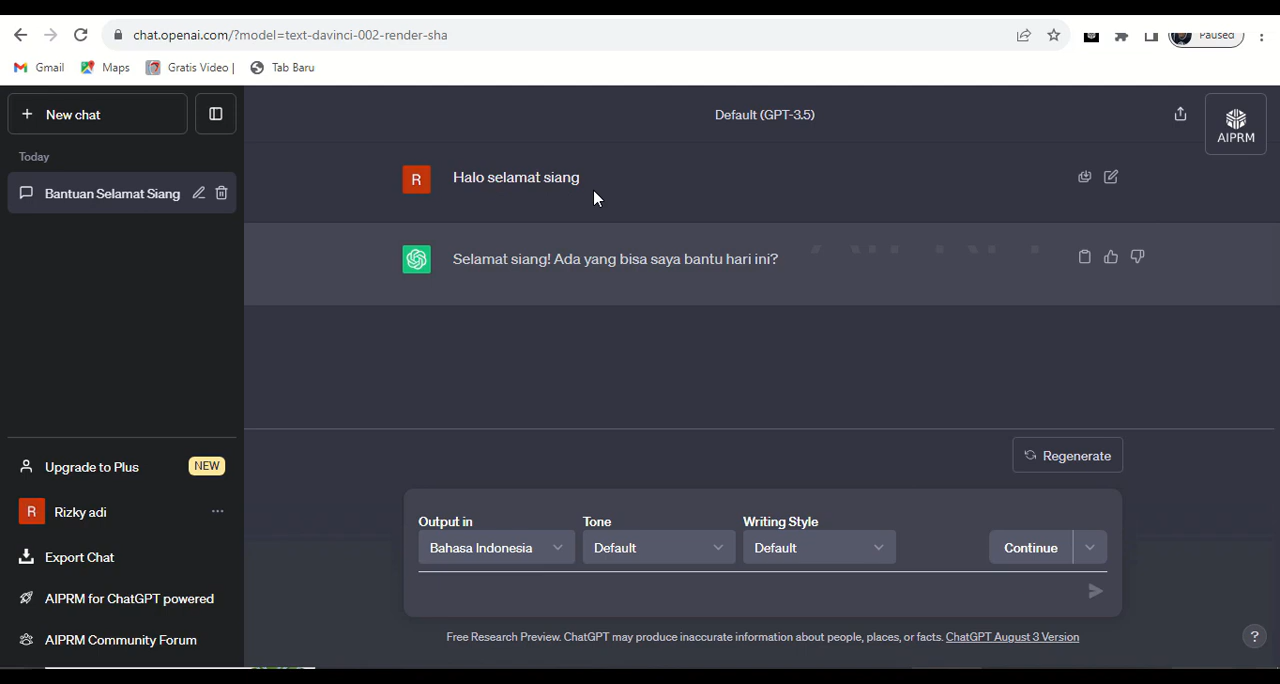 chat.openai.com/?model=text-davinci-002-render-sha
Paused
Gmail
Maps
Gratis Video |
Tab Baru
+ New chat
Default (GPT-3.5)
AIPRM
Today
Bantuan Selamat Siang
R
Halo selamat siang
Selamat siang! Ada yang bisa saya bantu hari ini?
Regenerate
Upgrade to Plus
NEW
R
Rizky adi
...
Export Chat
AIPRM for ChatGPT powered
AIPRM Community Forum
Output in
Tone
Writing Style
Bahasa Indonesia
Default
Default
Continue
Free Research Preview. ChatGPT may produce inaccurate information about people, places, or facts. ChatGPT August 3 Version
?